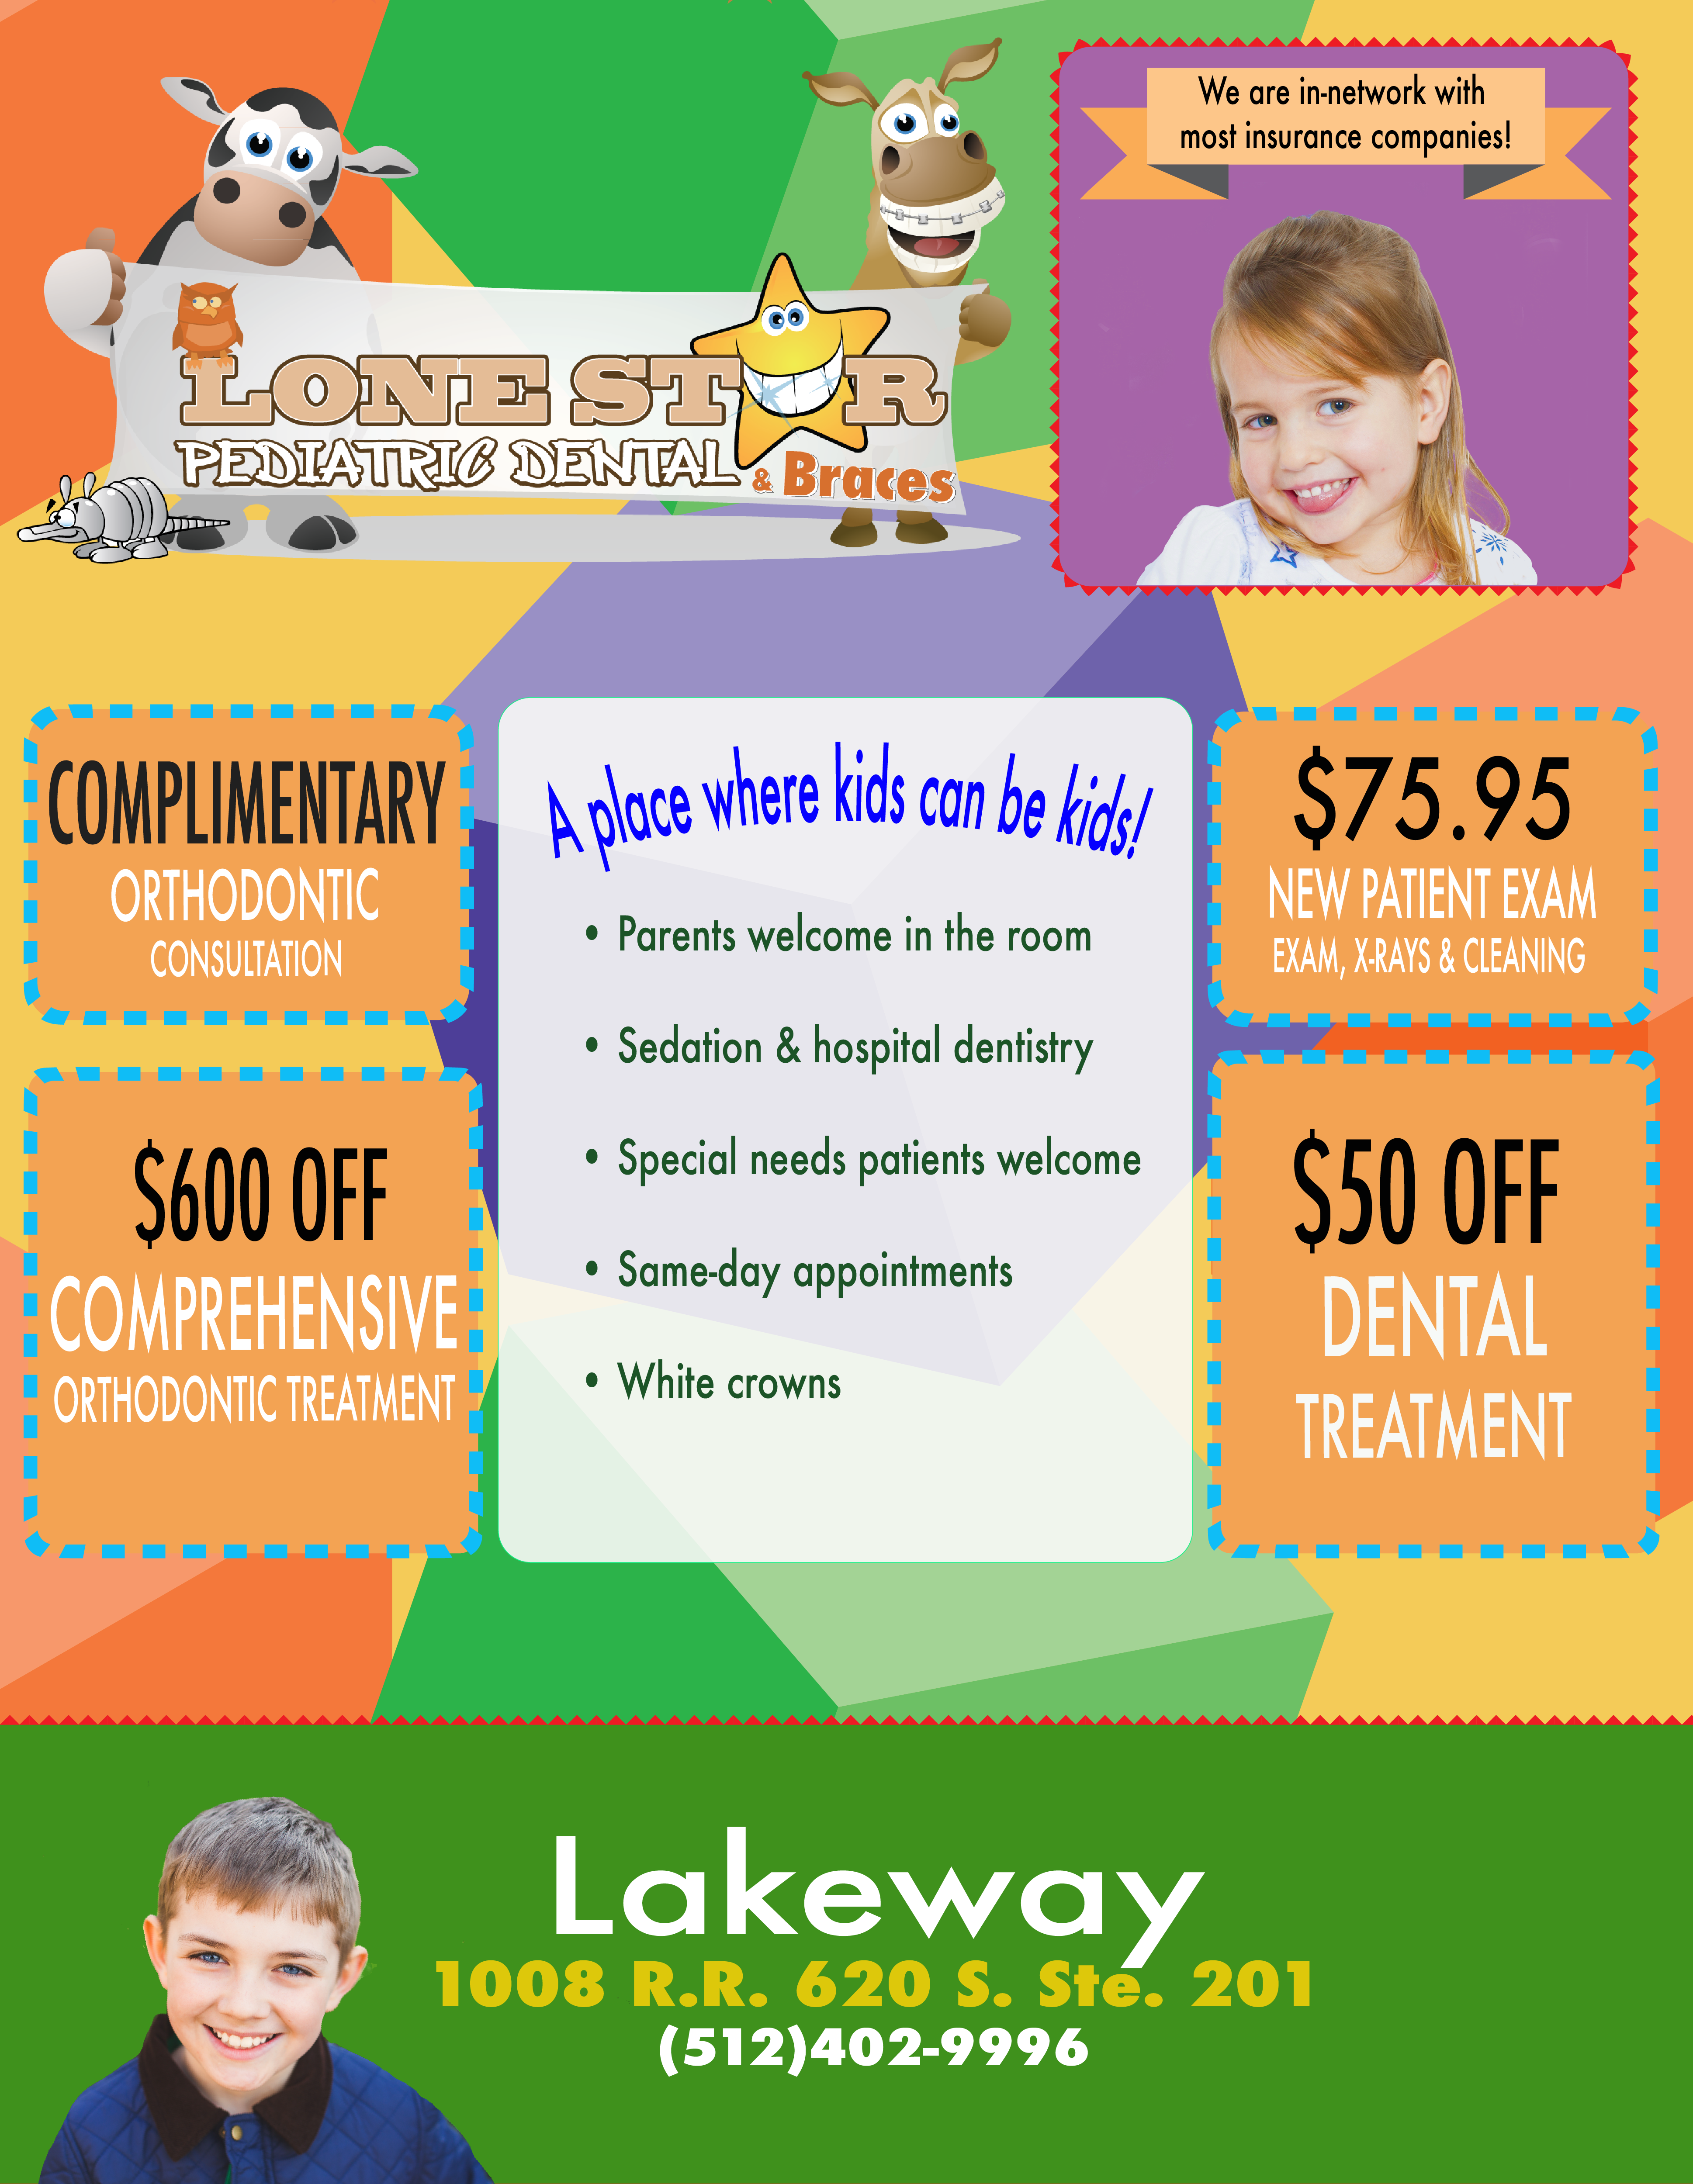 We are in-network with
most insurance companies!
LONE STAR
PEDIATRIC DENTAL & Braces
COMPLIMENTARY
ORTHODONTIC
CONSULTATION
$600 OFF
COMPREHENSIVE
ORTHODONTIC TREATMENT
A place where kids can be kids!
• Parents welcome in the room
• Sedation & hospital dentistry
• Special needs patients welcome
• Same-day appointments
• White crowns
$75.95
NEW PATIENT EXAM
EXAM, X-RAYS & CLEANING
$50 OFF
DENTAL
TREATMENT
Lakeway
1008 R.R. 620 S. Ste. 201
(512)402-9996